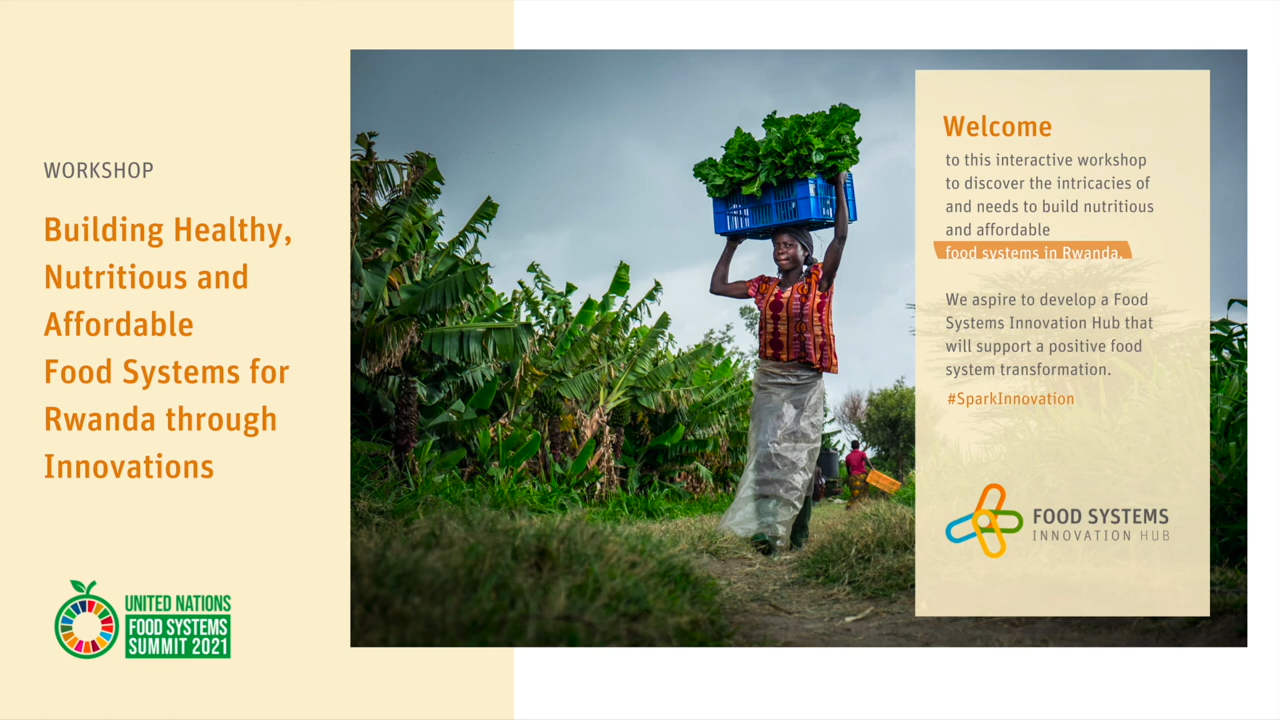 WORKSHOP
Building Healthy,
Nutritious and
Affordable
Food Systems for
Rwanda through
Innovations
UNITED NATIONS
FOOD SYSTEMS
SUMMIT 2021
Welcome
to this interactive workshop
to discover the intricacies of
and needs to build nutritious
and affordable
food systems in Rwanda.
We aspire to develop a Food
Systems Innovation Hub that
will support a positive food
system transformation.
#SparkInnovation
FOOD SYSTEMS
INNOVATION HUB